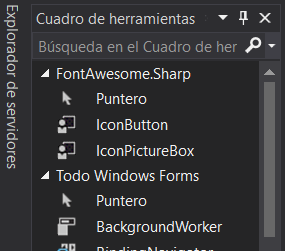 Explorador de servidores
Cuadro de herramientas
Búsqueda en el Cuadro de her
FontAwesome.Sharp
Puntero
IconButton
IconPictureBox
Todo Windows Forms
Puntero
BackgroundWorker
BindingNavigator